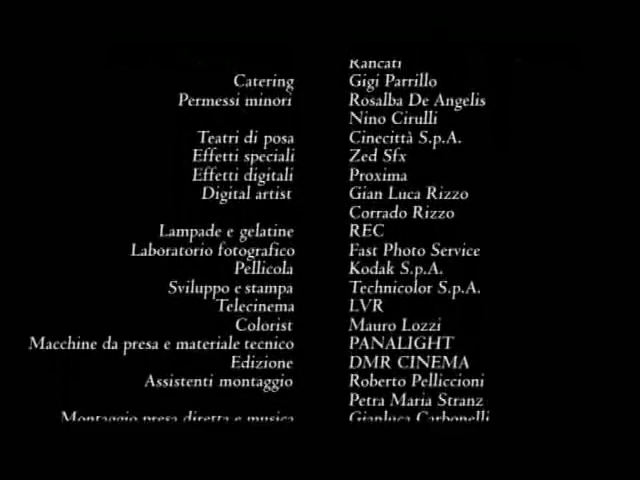 Rancati
Catering Gigi Parrillo
Permessi minori Rosalba De Angelis
Nino Cirulli
Teatri di posa Cinecittà S.p.A.
Effetti speciali Zed Sfx
Effetti digitali Proxima
Digital artist Gian Luca Rizzo
Corrado Rizzo
Lampade e gelatine REC
Laboratorio fotografico Fast Photo Service
Pellicola Kodak S.p.A.
Sviluppo e stampa Technicolor S.p.A.
Telecinema LVR
Colorist Mauro Lozzi
Macchine da presa e materiale tecnico PANALIGHT
Edizione DMR CINEMA
Assistenti montaggio Roberto Pelliccioni
Petra Maria Stranz
Montaggio presa diretta e musica Gianluca Carbonelli